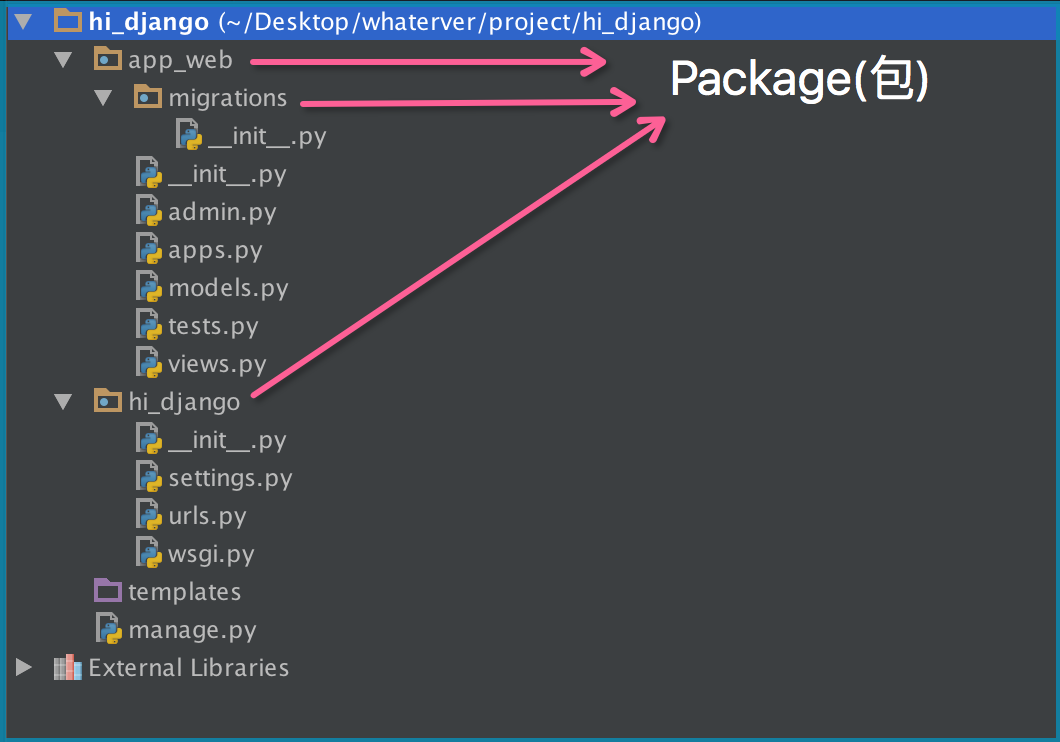 hi_django (~/Desktop/whaterver/project/hi_django)
app_web
Package(包)
migrations
__init__.py
__init__.py
admin.py
apps.py
models.py
tests.py
views.py
hi_django
__init__.py
settings.py
urls.py
wsgi.py
templates
manage.py
External Libraries